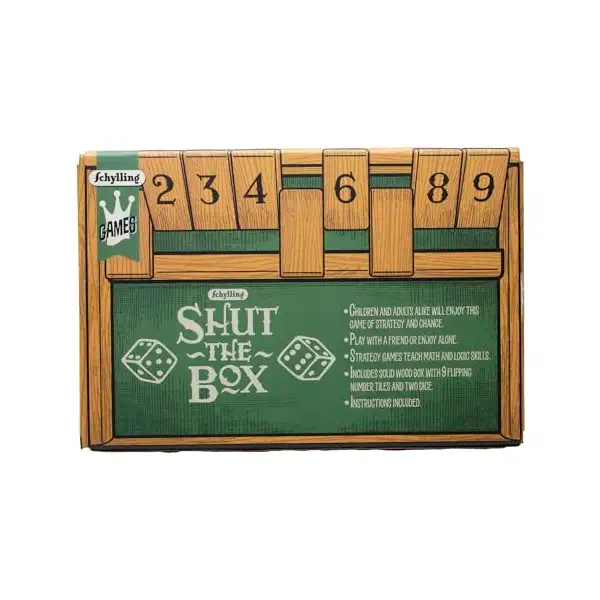 Schylling
GAMES
2 3 4 6 8 9
Schylling
SHUT
~THE~
BOX
• CHILDREN AND ADULTS ALIKE WILL ENJOY THIS
GAME OF STRATEGY AND CHANCE.
• PLAY WITH A FRIEND OR ENJOY ALONE.
• STRATEGY GAMES TEACH MATH AND LOGIC SKILLS.
• INCLUDES SOLID WOOD BOX WITH 9 FLIPPING
NUMBER TILES AND TWO DICE.
• INSTRUCTIONS INCLUDED.